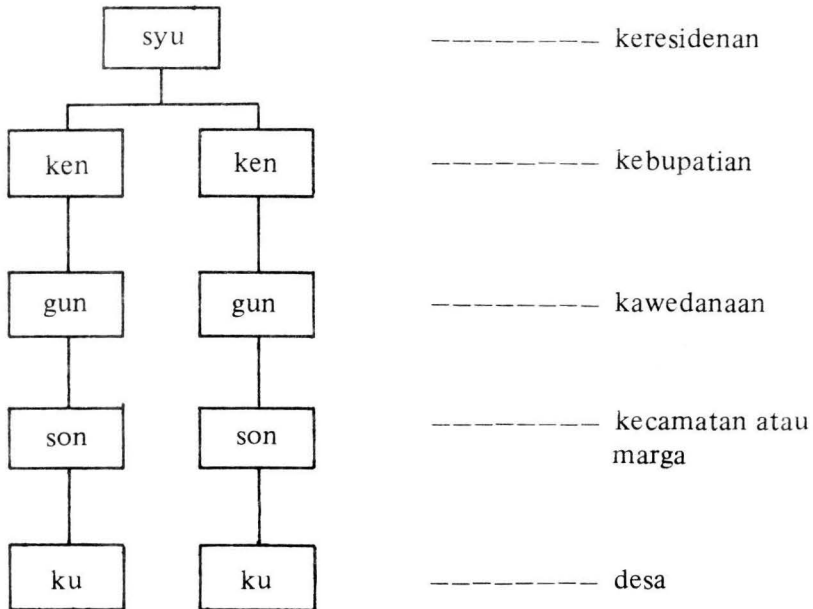 syu ——————— keresidenan
ken ken ——————— kebupatian
gun gun ——————— kawedanaan
son son ——————— kecamatan atau
marga
ku ku ——————— desa